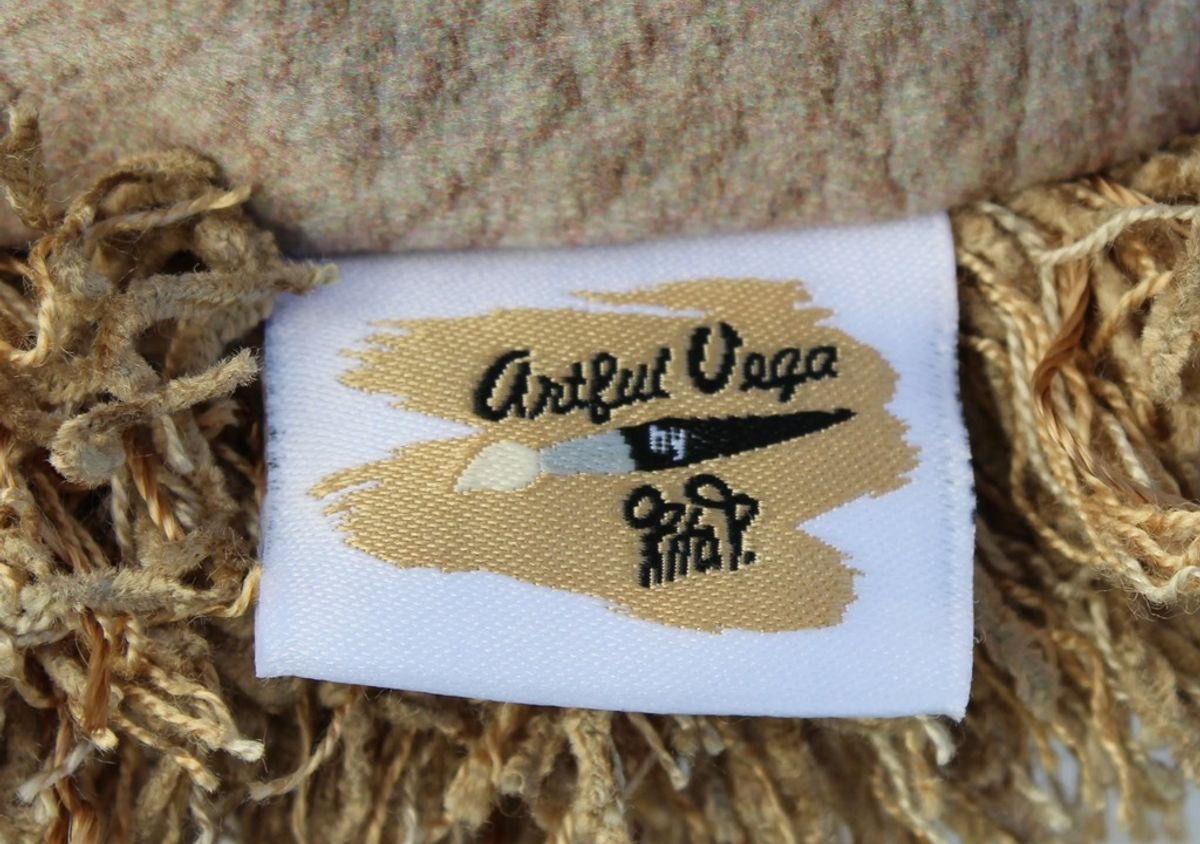 Artful Vega
by
Rita P.